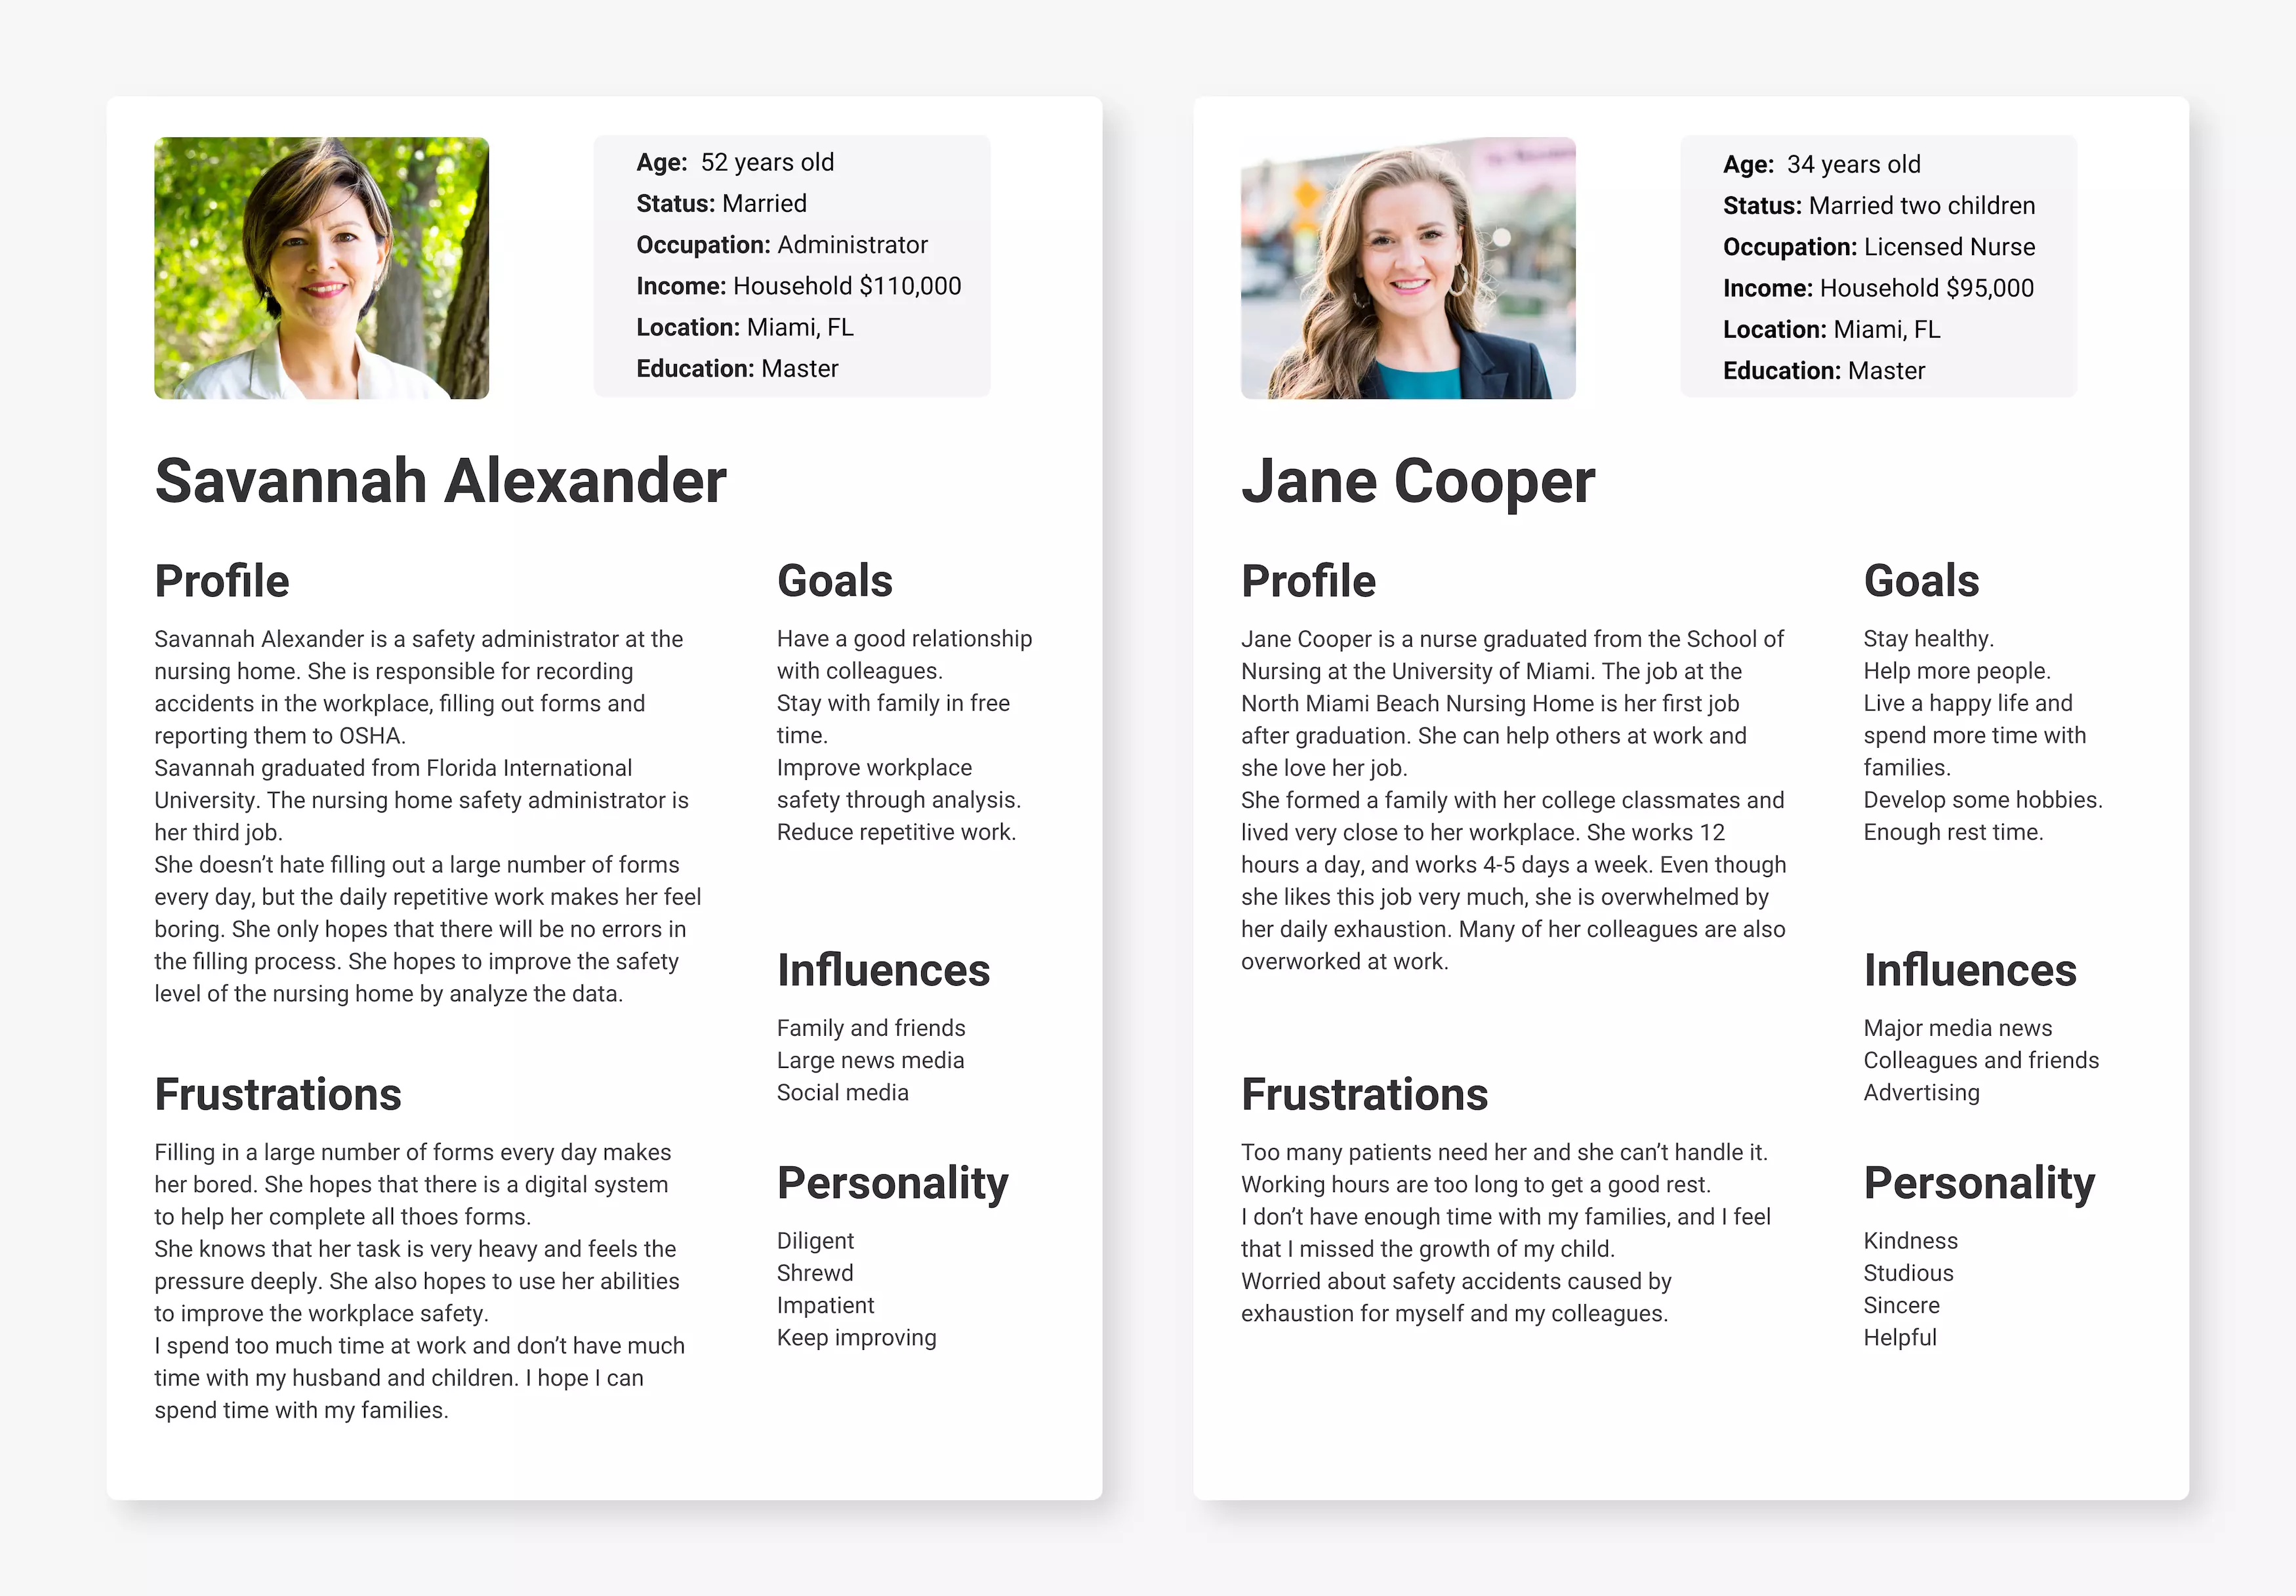 Age: 52 years old
Status: Married
Occupation: Administrator
Income: Household $110,000
Location: Miami, FL
Education: Master
Savannah Alexander
Profile
Savannah Alexander is a safety administrator at the
nursing home. She is responsible for recording
accidents in the workplace, filling out forms and
reporting them to OSHA.
Savannah graduated from Florida International
University. The nursing home safety administrator is
her third job.
She doesn’t hate filling out a large number of forms
every day, but the daily repetitive work makes her feel
boring. She only hopes that there will be no errors in
the filling process. She hopes to improve the safety
level of the nursing home by analyze the data.
Frustrations
Filling in a large number of forms every day makes
her bored. She hopes that there is a digital system
to help her complete all thoes forms.
She knows that her task is very heavy and feels the
pressure deeply. She also hopes to use her abilities
to improve the workplace safety.
I spend too much time at work and don’t have much
time with my husband and children. I hope I can
spend time with my families.
Goals
Have a good relationship
with colleagues.
Stay with family in free
time.
Improve workplace
safety through analysis.
Reduce repetitive work.
Influences
Family and friends
Large news media
Social media
Personality
Diligent
Shrewd
Impatient
Keep improving
Age: 34 years old
Status: Married two children
Occupation: Licensed Nurse
Income: Household $95,000
Location: Miami, FL
Education: Master
Jane Cooper
Profile
Jane Cooper is a nurse graduated from the School of
Nursing at the University of Miami. The job at the
North Miami Beach Nursing Home is her first job
after graduation. She can help others at work and
she love her job.
She formed a family with her college classmates and
lived very close to her workplace. She works 12
hours a day, and works 4-5 days a week. Even though
she likes this job very much, she is overwhelmed by
her daily exhaustion. Many of her colleagues are also
overworked at work.
Frustrations
Too many patients need her and she can’t handle it.
Working hours are too long to get a good rest.
I don’t have enough time with my families, and I feel
that I missed the growth of my child.
Worried about safety accidents caused by
exhaustion for myself and my colleagues.
Goals
Stay healthy.
Help more people.
Live a happy life and
spend more time with
families.
Develop some hobbies.
Enough rest time.
Influences
Major media news
Colleagues and friends
Advertising
Personality
Kindness
Studious
Sincere
Helpful